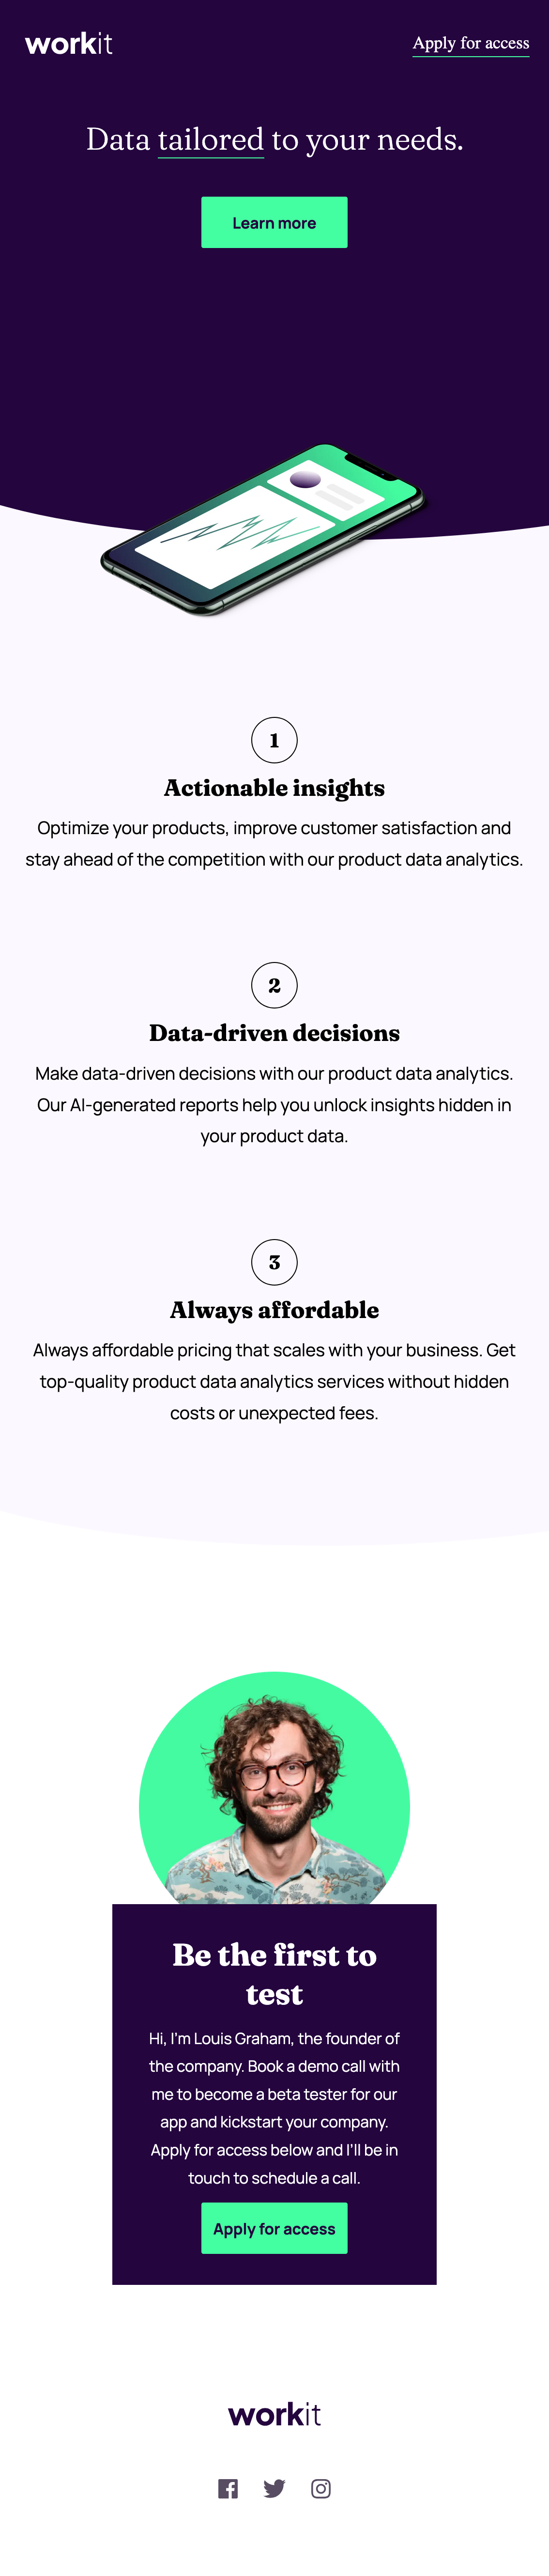 workit
Apply for access
Data tailored to your needs.
Learn more
1
Actionable insights
Optimize your products, improve customer satisfaction and
stay ahead of the competition with our product data analytics.
2
Data-driven decisions
Make data-driven decisions with our product data analytics.
Our AI-generated reports help you unlock insights hidden in
your product data.
3
Always affordable
Always affordable pricing that scales with your business. Get
top-quality product data analytics services without hidden
costs or unexpected fees.
Be the first to
test
Hi, I'm Louis Graham, the founder of
the company. Book a demo call with
me to become a beta tester for our
app and kickstart your company.
Apply for access below and I'll be in
touch to schedule a call.
Apply for access
workit